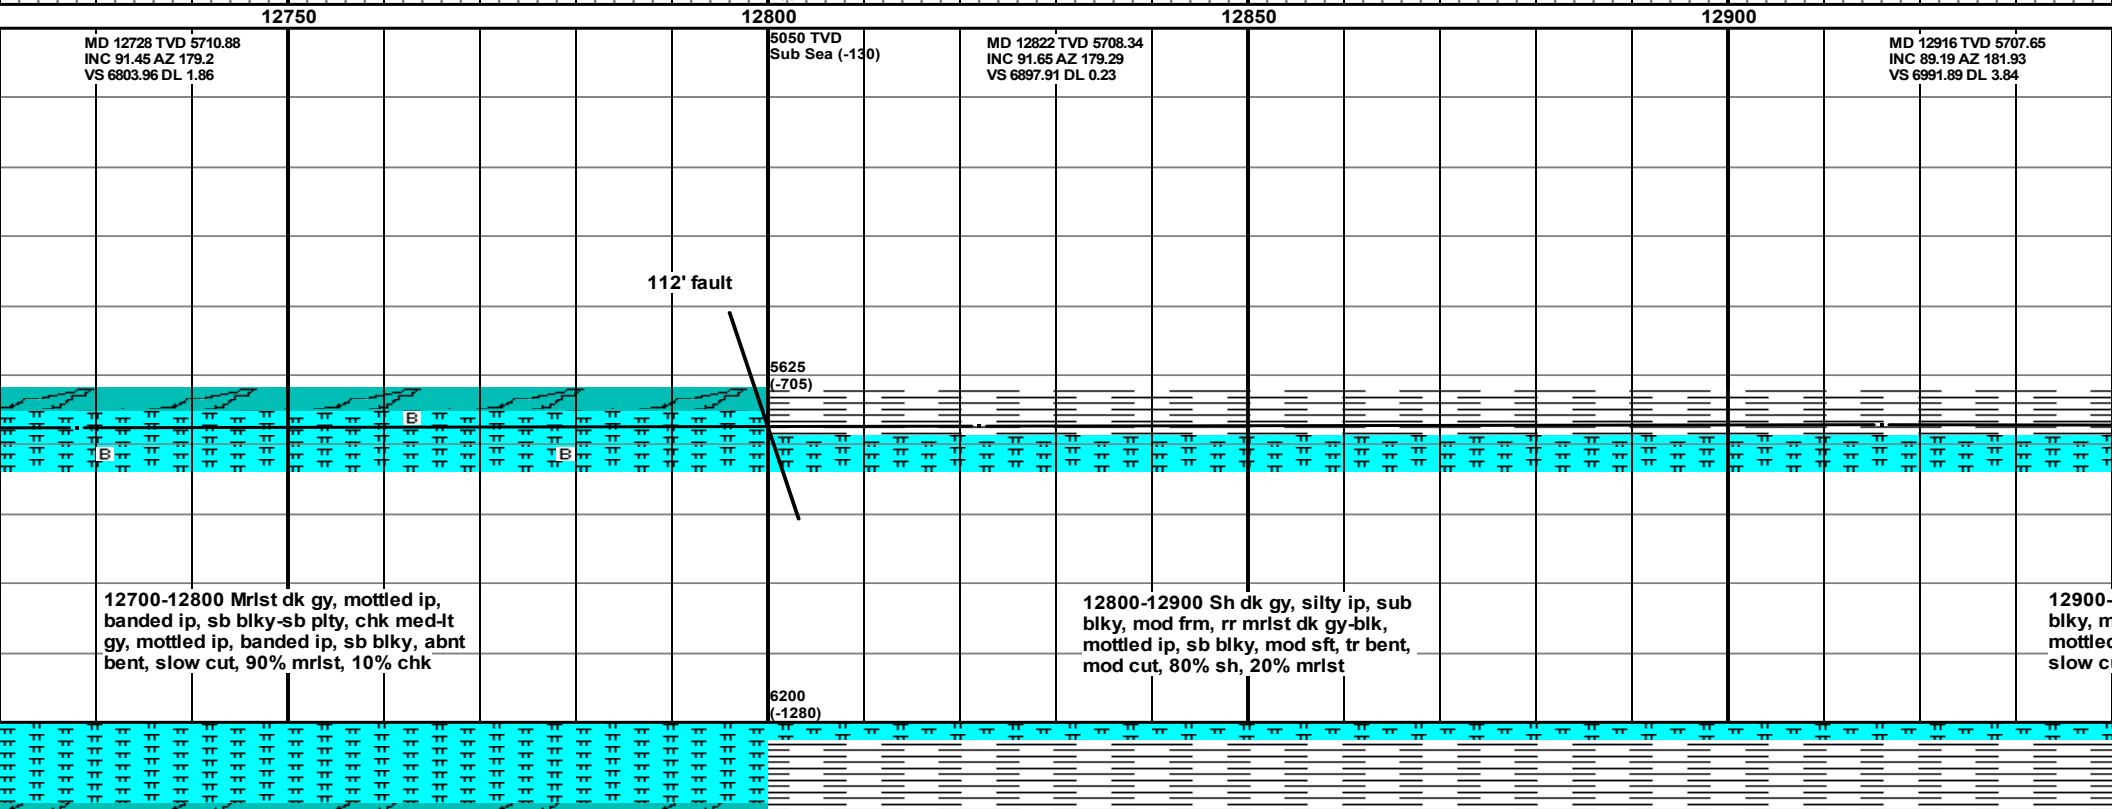 12750
12800
12850
12900
MD 12728 TVD 5710.88
INC 91.45 AZ 179.2
VS 6803.96 DL 1.86
5050 TVD
Sub Sea (-130)
MD 12822 TVD 5708.34
INC 91.65 AZ 179.29
VS 6897.91 DL 0.23
MD 12916 TVD 5707.65
INC 89.19 AZ 181.93
VS 6991.89 DL 3.84
112' fault
5625
(-705)
B
B
B
12700-12800 Mrlst dk gy, mottled ip,
banded ip, sb blky-sb plty, chk med-lt
gy, mottled ip, banded ip, sb blky, abnt
bent, slow cut, 90% mrlst, 10% chk
12800-12900 Sh dk gy, silty ip, sub
blky, mod frm, rr mrlst dk gy-blk,
mottled ip, sb blky, mod sft, tr bent,
mod cut, 80% sh, 20% mrlst
12900-
blky, m
mottled
slow cu
6200
(-1280)